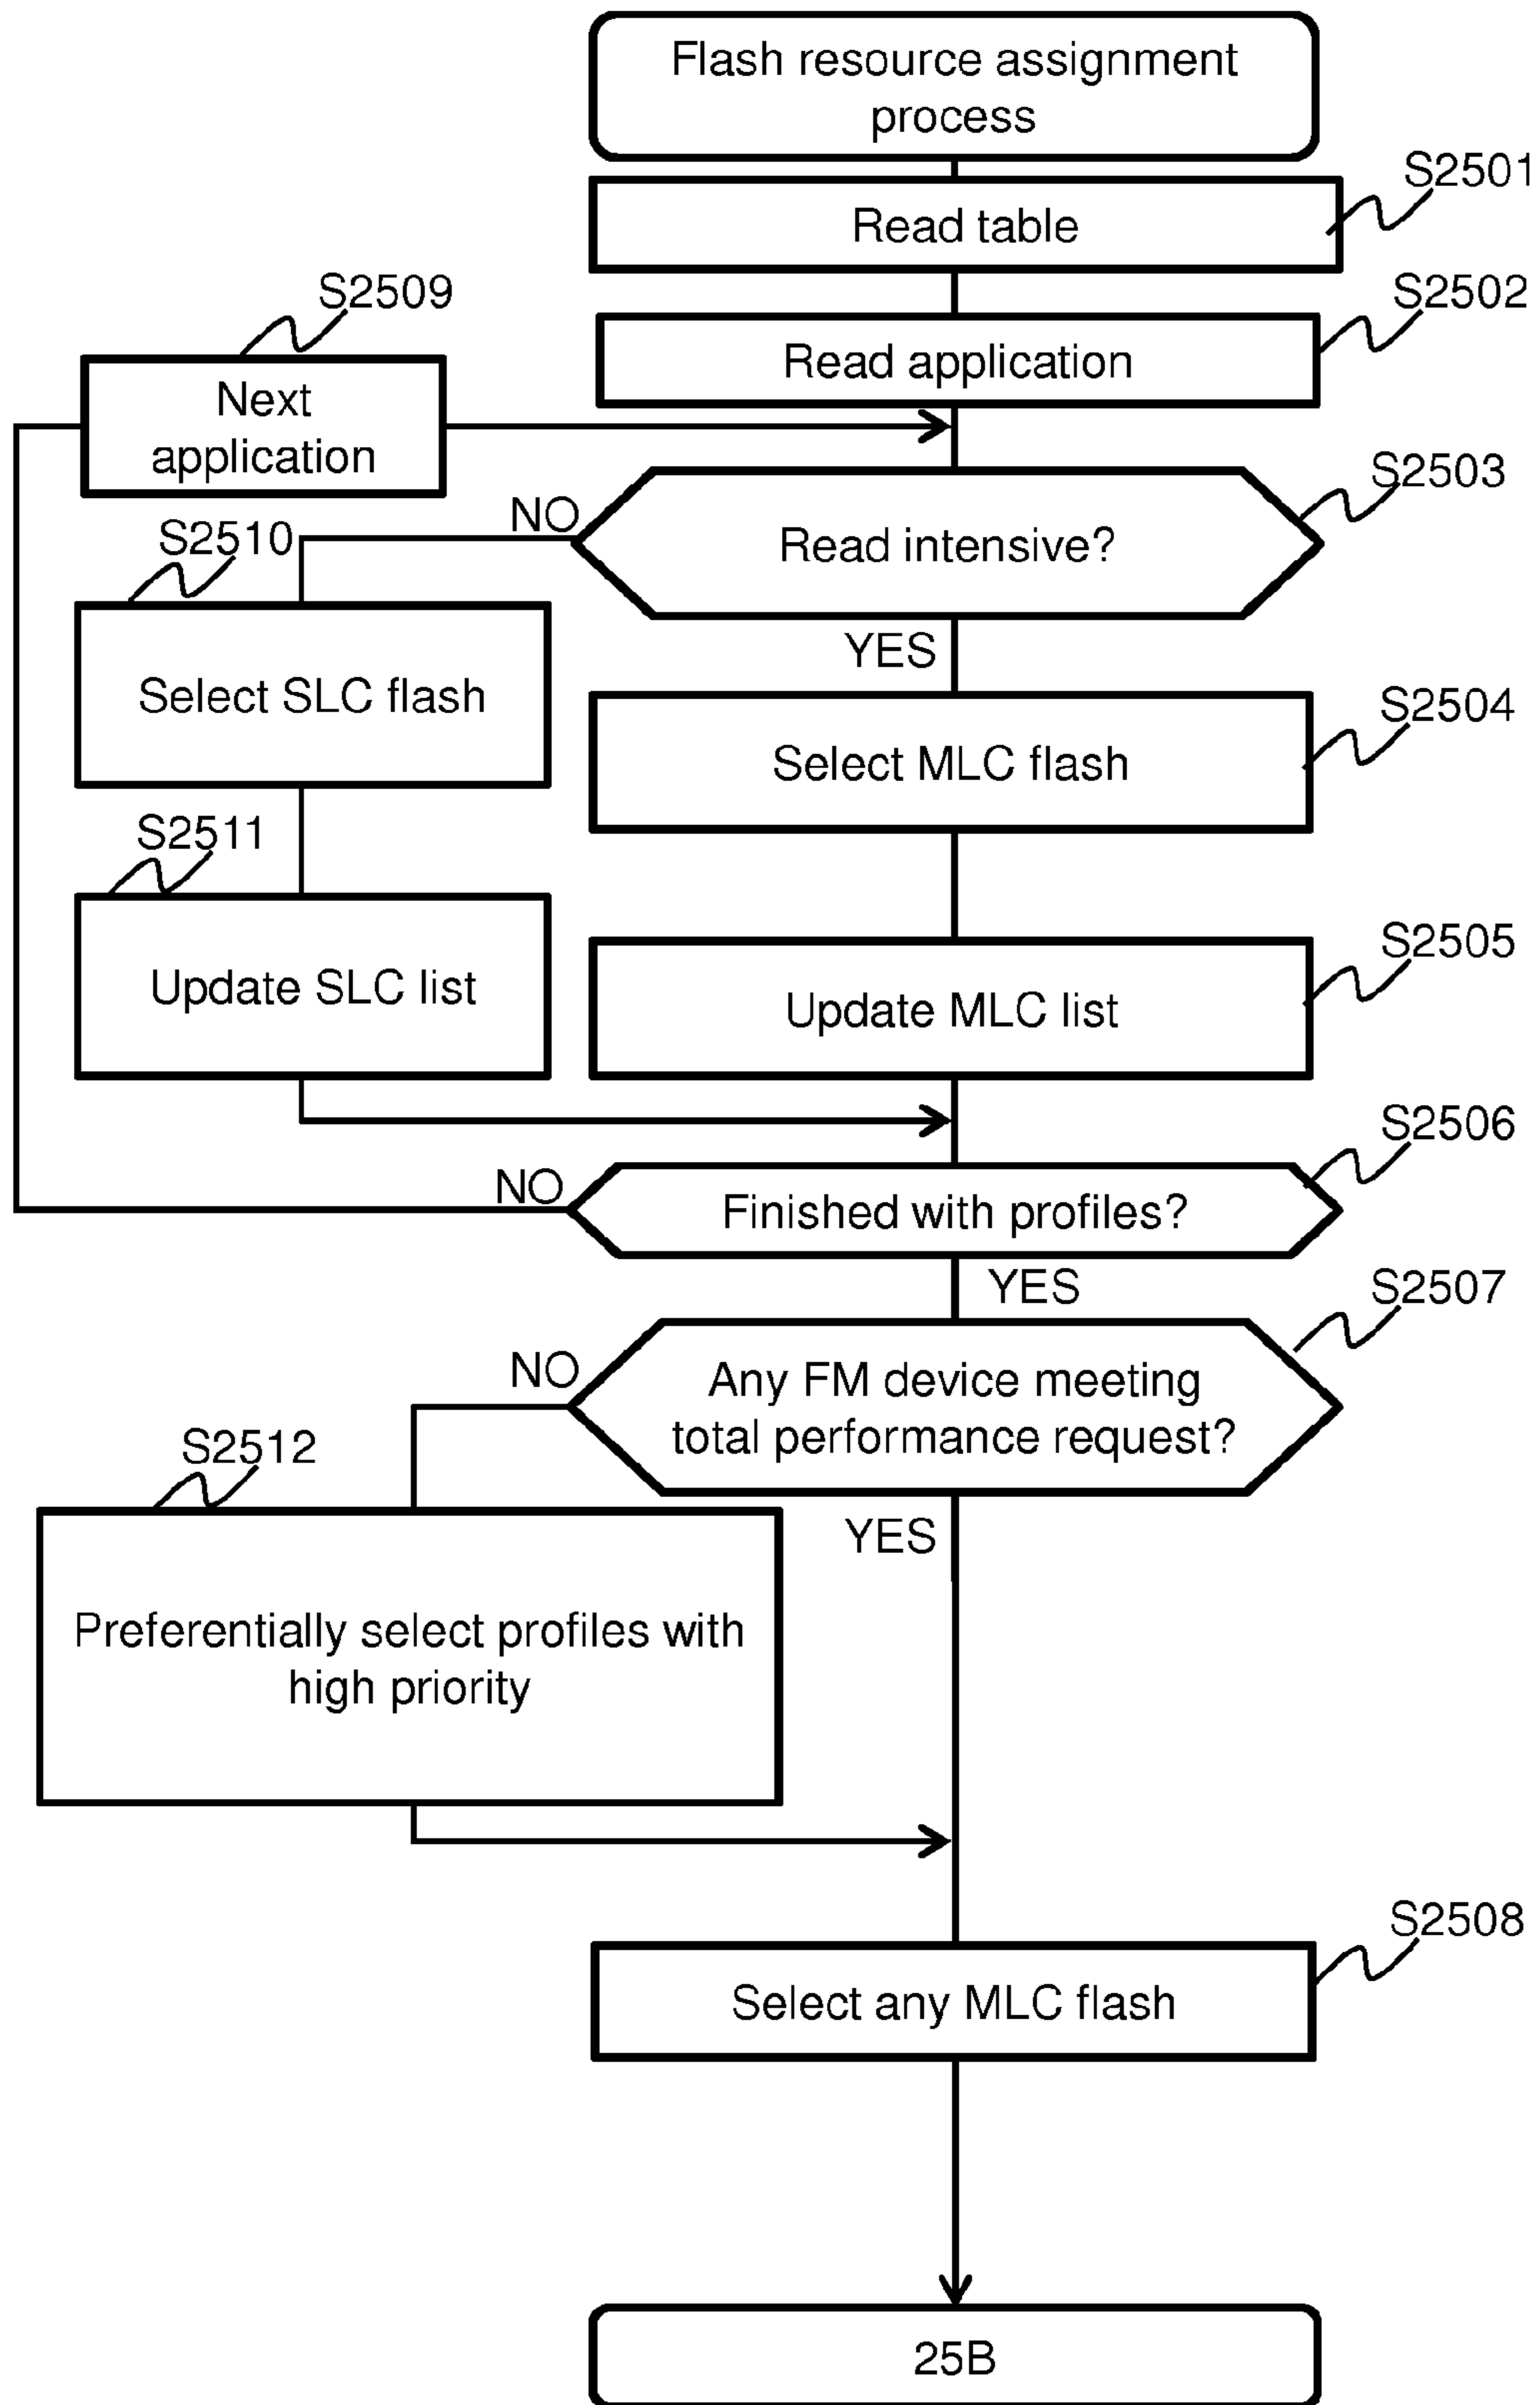 Flash resource assignment
process
S2501
Read table
S2509
S2502
Read application
Next
application
S2503
NO
Read intensive?
S2510
YES
Select SLC flash
S2504
Select MLC flash
S2511
Update SLC list
S2505
Update MLC list
S2506
NO
Finished with profiles?
YES
S2507
NO
Any FM device meeting
total performance request?
S2512
YES
Preferentially select profiles with
high priority
S2508
Select any MLC flash
25B